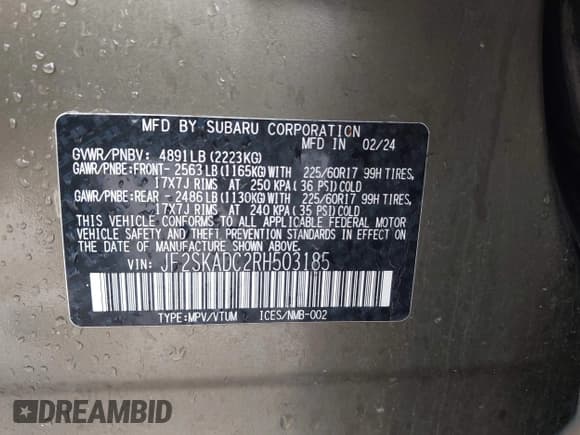 MFD BY SUBARU CORPORATION
MFD IN 02/24
GVWR/PNBV: 4891LB (2223KG)
GAWR/PNBE:FRONT- 2563LB (1165KG) WITH 225/60R17 99H TIRES,
17X7J RIMS AT 250 KPA (36 PSI) COLD
GAWR/PNBE:REAR - 2486LB (1130KG) WITH 225/60R17 99H TIRES,
17X7J RIMS AT 240 KPA (35 PSI) COLD
THIS VEHICLE CONFORMS TO ALL APPLICABLE FEDERAL MOTOR
VEHICLE SAFETY AND THEFT PREVENTION STANDARDS IN EFFECT ON THE DATE
OF MANUFACTURE SHOWN ABOVE.
VIN: JF2SKADC2RH503185
TYPE:MPV/VTUM ICES/NMB-002
DREAMBID